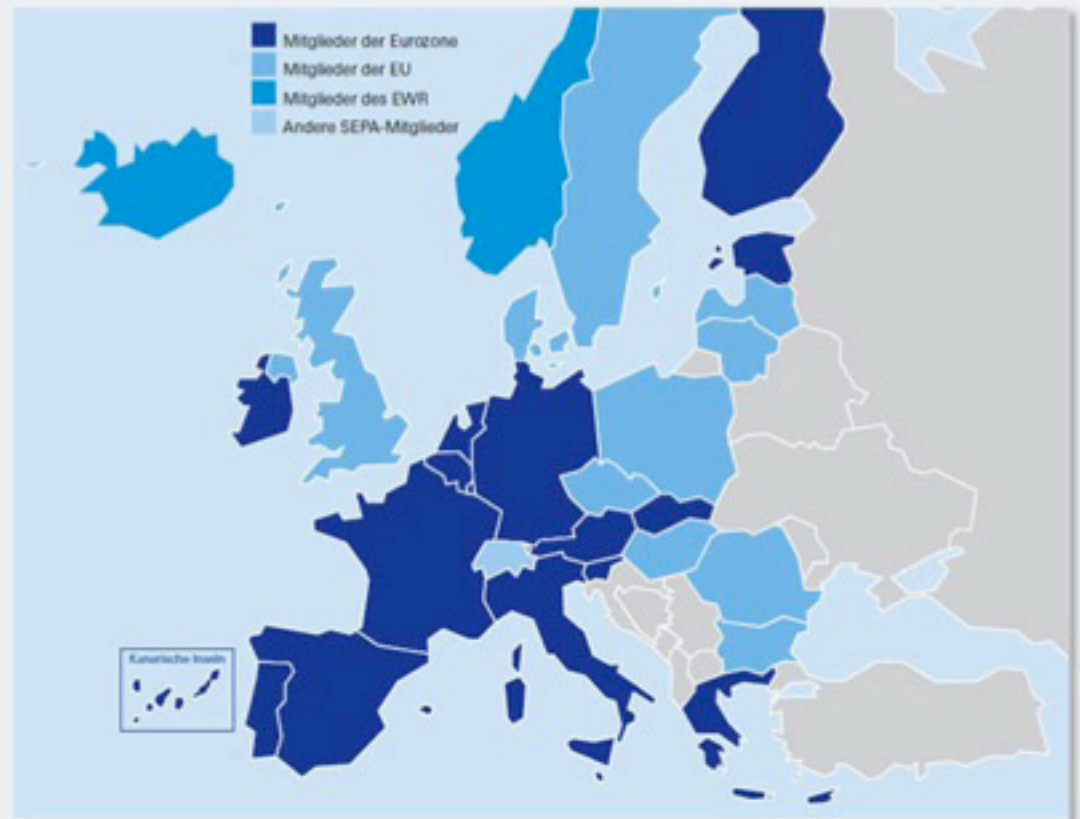 Mitglieder der Eurozone
Mitglieder der EU
Mitglieder des EWR
Andere SEPA-Mitglieder
Kanarische Inseln